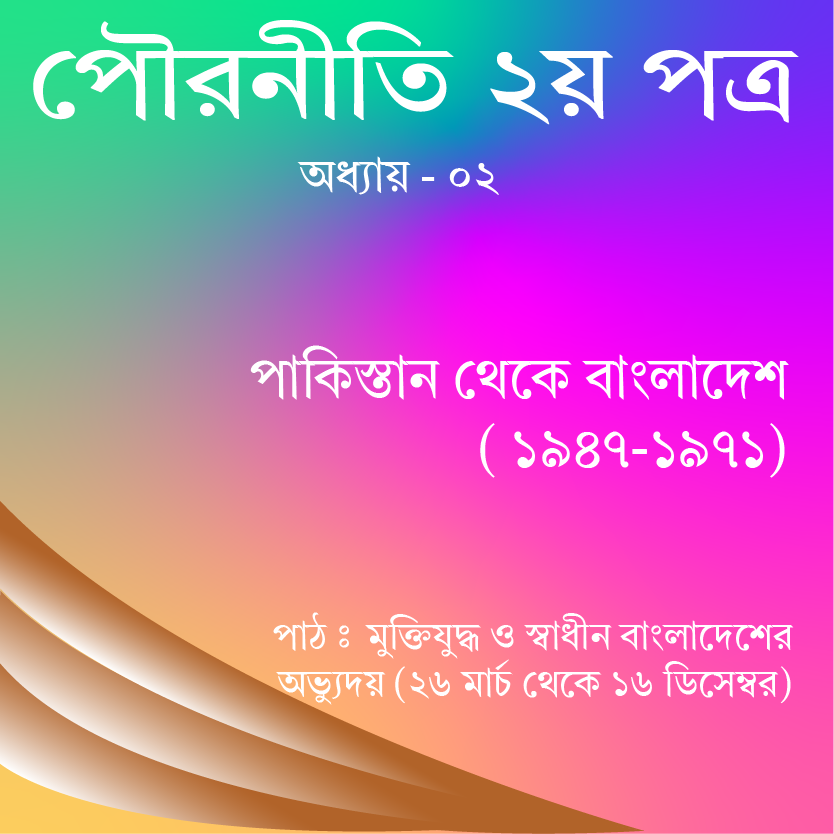 পৌরনীতি ২য় পত্র
অধ্যায় - ০২
পাকিস্তান থেকে বাংলাদেশ
( ১৯৪৭-১৯৭১)
পাঠ ঃ মুক্তিযুদ্ধ ও স্বাধীন বাংলাদেশের
অভ্যুদয় (২৬ মার্চ থেকে ১৬ ডিসেম্বর)